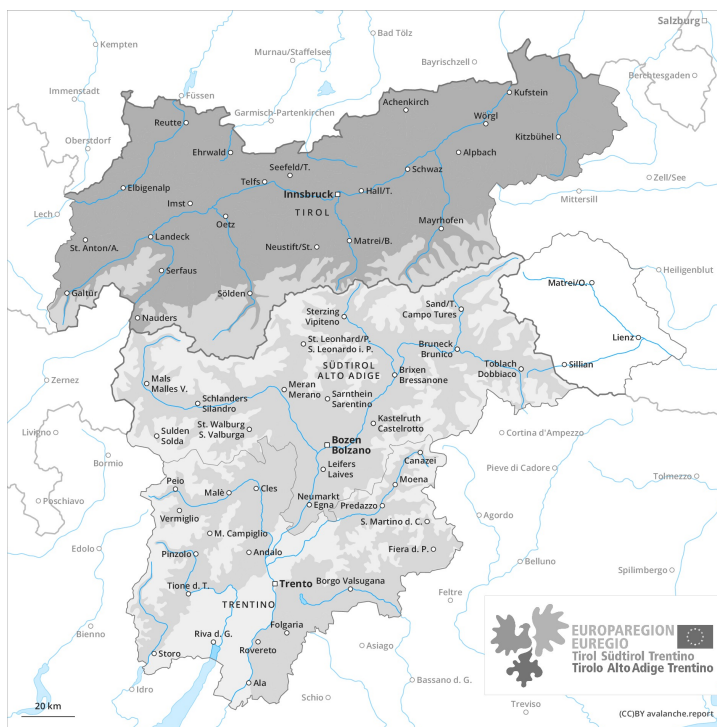 Salzburg
Kempten
Bad Tölz
Murnau/Staffelsee
Bayrischzell
Berchtesgaden
Immenstadt
Füssen
Garmisch-Partenkirchen
Achenkirch
Kufstein
Reutte
Wörgl
Oberstdorf
Ehrwald
Kitzbühel
Alpbach
Seefeld/T.
Schwaz
Zell/See
Telfs
Elbigenalp
Innsbruck
Hall/T.
Mittersill
Imst
TIROL
Lech
Oetz
Mayrhofen
Landeck
Neustift/St.
Matrei/B.
St. Anton/A.
Serfaus
Heiligenblut
Matrei/O.
Galtür
Sölden
Sand/T.
Campo Tures
Nauders
Sterzing
Vipiteno
Lienz
St. Leonhard/P.
S. Leonardo i. P.
Bruneck
Brunico
SÜDTIROL
ALTO ADIGE
Toblach
Dobbiaco
Sillian
Brixen
Bressanone
Zernez
Mals
Malles V.
Meran
Merano
Sarnthein
Sarentino
Schlanders
Silandro
Kastelruth
Castelrotto
St. Walburg
S. Valburga
Livigno
Sulden
Solda
Cortina d'Ampezzo
Bozen
Bolzano
Bormio
Canazei
Pieve di Cadore
Leifers
Laives
Tolmezzo
Peio
Moena
Malè
Cles
Poschiavo
Neumarkt
Egna
Predazzo
Vermiglio
Agordo
S. Martino d. C.
M. Campiglio
Edolo
Pinzolo
Andalo
Fiera d. P.
Belluno
Spilimbergo
Tione d. T.
Trento
Borgo Valsugana
Feltre
TRENTINO
Folgaria
Bienno
Riva d. G.
Rovereto
Asiago
Storo
Bassano d. G.
Idro
Ala
Schio
Treviso
EUROPAREGION
EUREGIO
Tirol Südtirol Trentino
Tirolo Alto Adige Trentino
20 km
(CC)BY avalanche.report